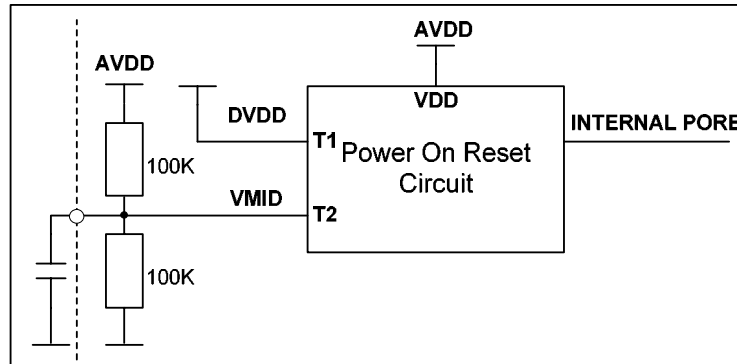 AVDD
AVDD
DVDD
VDD
INTERNAL PORB
T1
Power On Reset
Circuit
100K
VMID
T2
100K